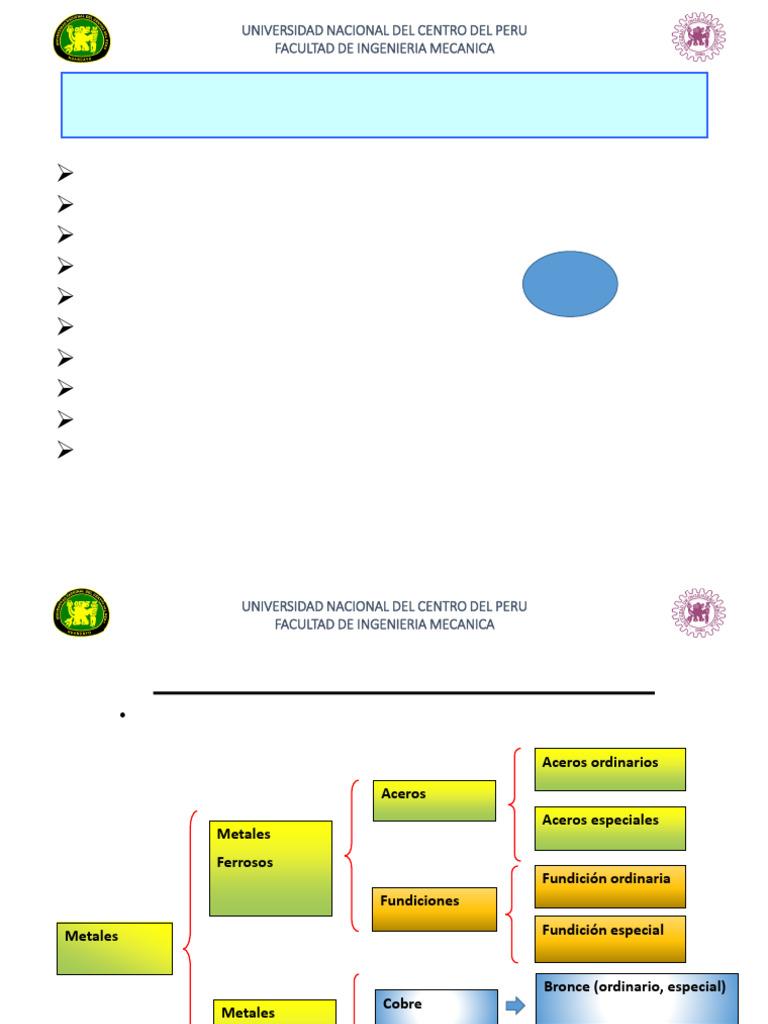 UNIVERSIDAD NACIONAL DEL CENTRO DEL PERU
FACULTAD DE INGENIERIA MECANICA
UNIVERSIDAD NACIONAL DEL CENTRO DEL PERU
FACULTAD DE INGENIERIA MECANICA
Aceros ordinarios
Aceros
Aceros especiales
Metales
Ferrosos
Fundición ordinaria
Fundiciones
Fundición especial
Metales
Bronce (ordinario, especial)
Cobre
Metales